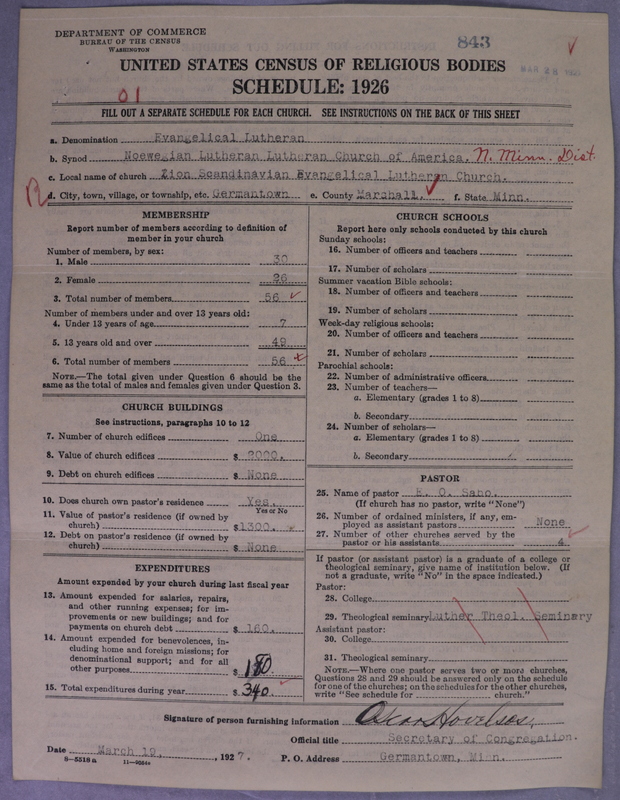 DEPARTMENT OF COMMERCE
BUREAU OF THE CENSUS
WASHINGTON
843
UNITED STATES CENSUS OF RELIGIOUS BODIES
SCHEDULE: 1926
01
FILL OUT A SEPARATE SCHEDULE FOR EACH CHURCH. SEE INSTRUCTIONS ON THE BACK OF THIS SHEET
a. Denomination Evangelical Lutheran
b. Synod Noewegian Lutheran Lutheran Church of America. N. Minn. Dist.
c. Local name of church Zion Scandinavian Evangelical Lutheran Church.
R d. City, town, village, or township, etc. Germantown e. County Marshall. f. State Minn.
MEMBERSHIP
Report number of members according to definition of
member in your church
Number of members, by sex:
1. Male 30
2. Female 26
3. Total number of members 56
Number of members under and over 13 years old:
4. Under 13 years of age 7
5. 13 years old and over 49
6. Total number of members 56
NOTE.—The total given under Question 6 should be the
same as the total of males and females given under Question 3.
CHURCH BUILDINGS
See instructions, paragraphs 10 to 12
7. Number of church edifices One
8. Value of church edifices $ 2000.
9. Debt on church edifices $ None
10. Does church own pastor's residence Yes.
Yes or No
11. Value of pastor's residence (if owned by
church) $1300.
12. Debt on pastor's residence (if owned by
church) $ None
EXPENDITURES
Amount expended by your church during last fiscal year
13. Amount expended for salaries, repairs,
and other running expenses; for im-
provements or new buildings; and for
payments on church debt $ 160.
14. Amount expended for benevolences, in-
cluding home and foreign missions; for
denominational support; and for all
other purposes $ 180
15. Total expenditures during year $ 340.
CHURCH SCHOOLS
Report here only schools conducted by this church
Sunday schools:
16. Number of officers and teachers
17. Number of scholars
Summer vacation Bible schools:
18. Number of officers and teachers
19. Number of scholars
Week-day religious schools:
20. Number of officers and teachers
21. Number of scholars
Parochial schools:
22. Number of administrative officers
23. Number of teachers—
a. Elementary (grades 1 to 8)
b. Secondary
24. Number of scholars—
a. Elementary (grades 1 to 8)
b. Secondary
PASTOR
25. Name of pastor E. O. Sabo.
(If church has no pastor, write "None")
26. Number of ordained ministers, if any, em-
ployed as assistant pastors None
27. Number of other churches served by the
pastor or his assistants 4
If pastor (or assistant pastor) is a graduate of a college or
theological seminary, give name of institution below. (If
not a graduate, write "No" in the space indicated.)
Pastor:
28. College
29. Theological seminary Luther Theol. Seminary
Assistant pastor:
30. College
31. Theological seminary
NOTE.—Where one pastor serves two or more churches,
Questions 28 and 29 should be answered only on the schedule
for one of the churches; on the schedules for the other churches,
write "See schedule for church."
Signature of person furnishing information Oscar Hovelsos.
Official title Secretary of Congregation.
Date March 19. , 1927. P. O. Address Germantown, Minn.
8—5518a 11—9064